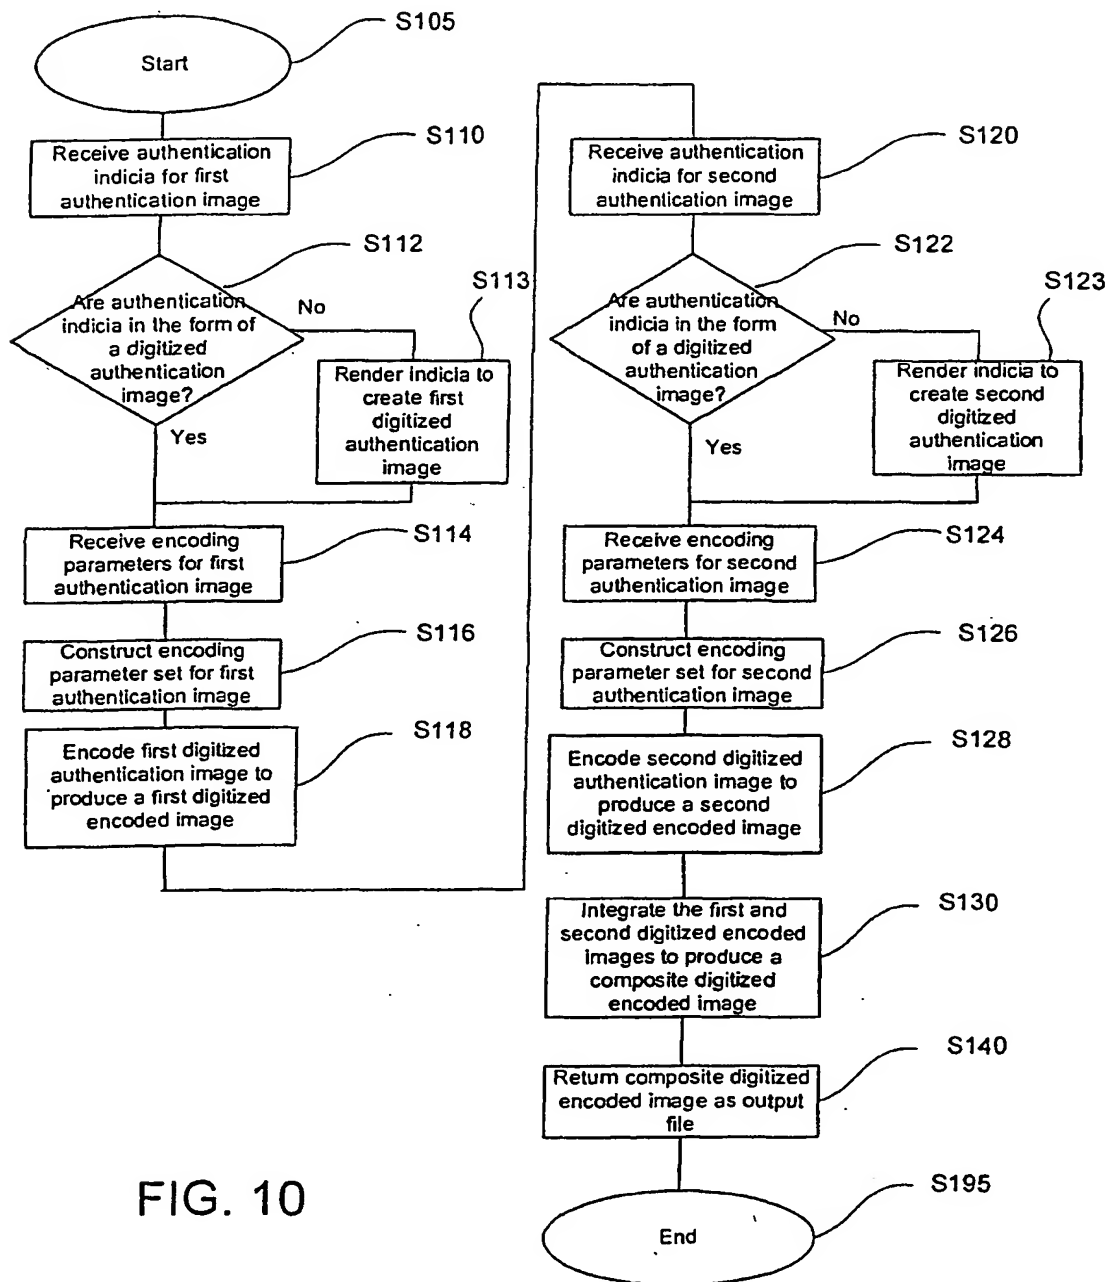 Start
S105
Receive authentication
indicia for first
authentication image
S110
Are authentication
indicia in the form of
a digitized
authentication
image?
S112
No
Yes
Render indicia to
create first
digitized
authentication
image
S113
Receive encoding
parameters for first
authentication image
S114
Construct encoding
parameter set for first
authentication image
S116
Encode first digitized
authentication image to
produce a first digitized
encoded image
S118
Receive authentication
indicia for second
authentication image
S120
Are authentication
indicia in the form
of a digitized
authentication
image?
S122
No
Yes
Render indicia to
create second
digitized
authentication
image
S123
Receive encoding
parameters for second
authentication image
S124
Construct encoding
parameter set for second
authentication image
S126
Encode second digitized
authentication image to
produce a second
digitized encoded image
S128
Integrate the first and
second digitized encoded
images to produce a
composite digitized
encoded image
S130
Return composite digitized
encoded image as output
file
S140
End
S195
FIG. 10